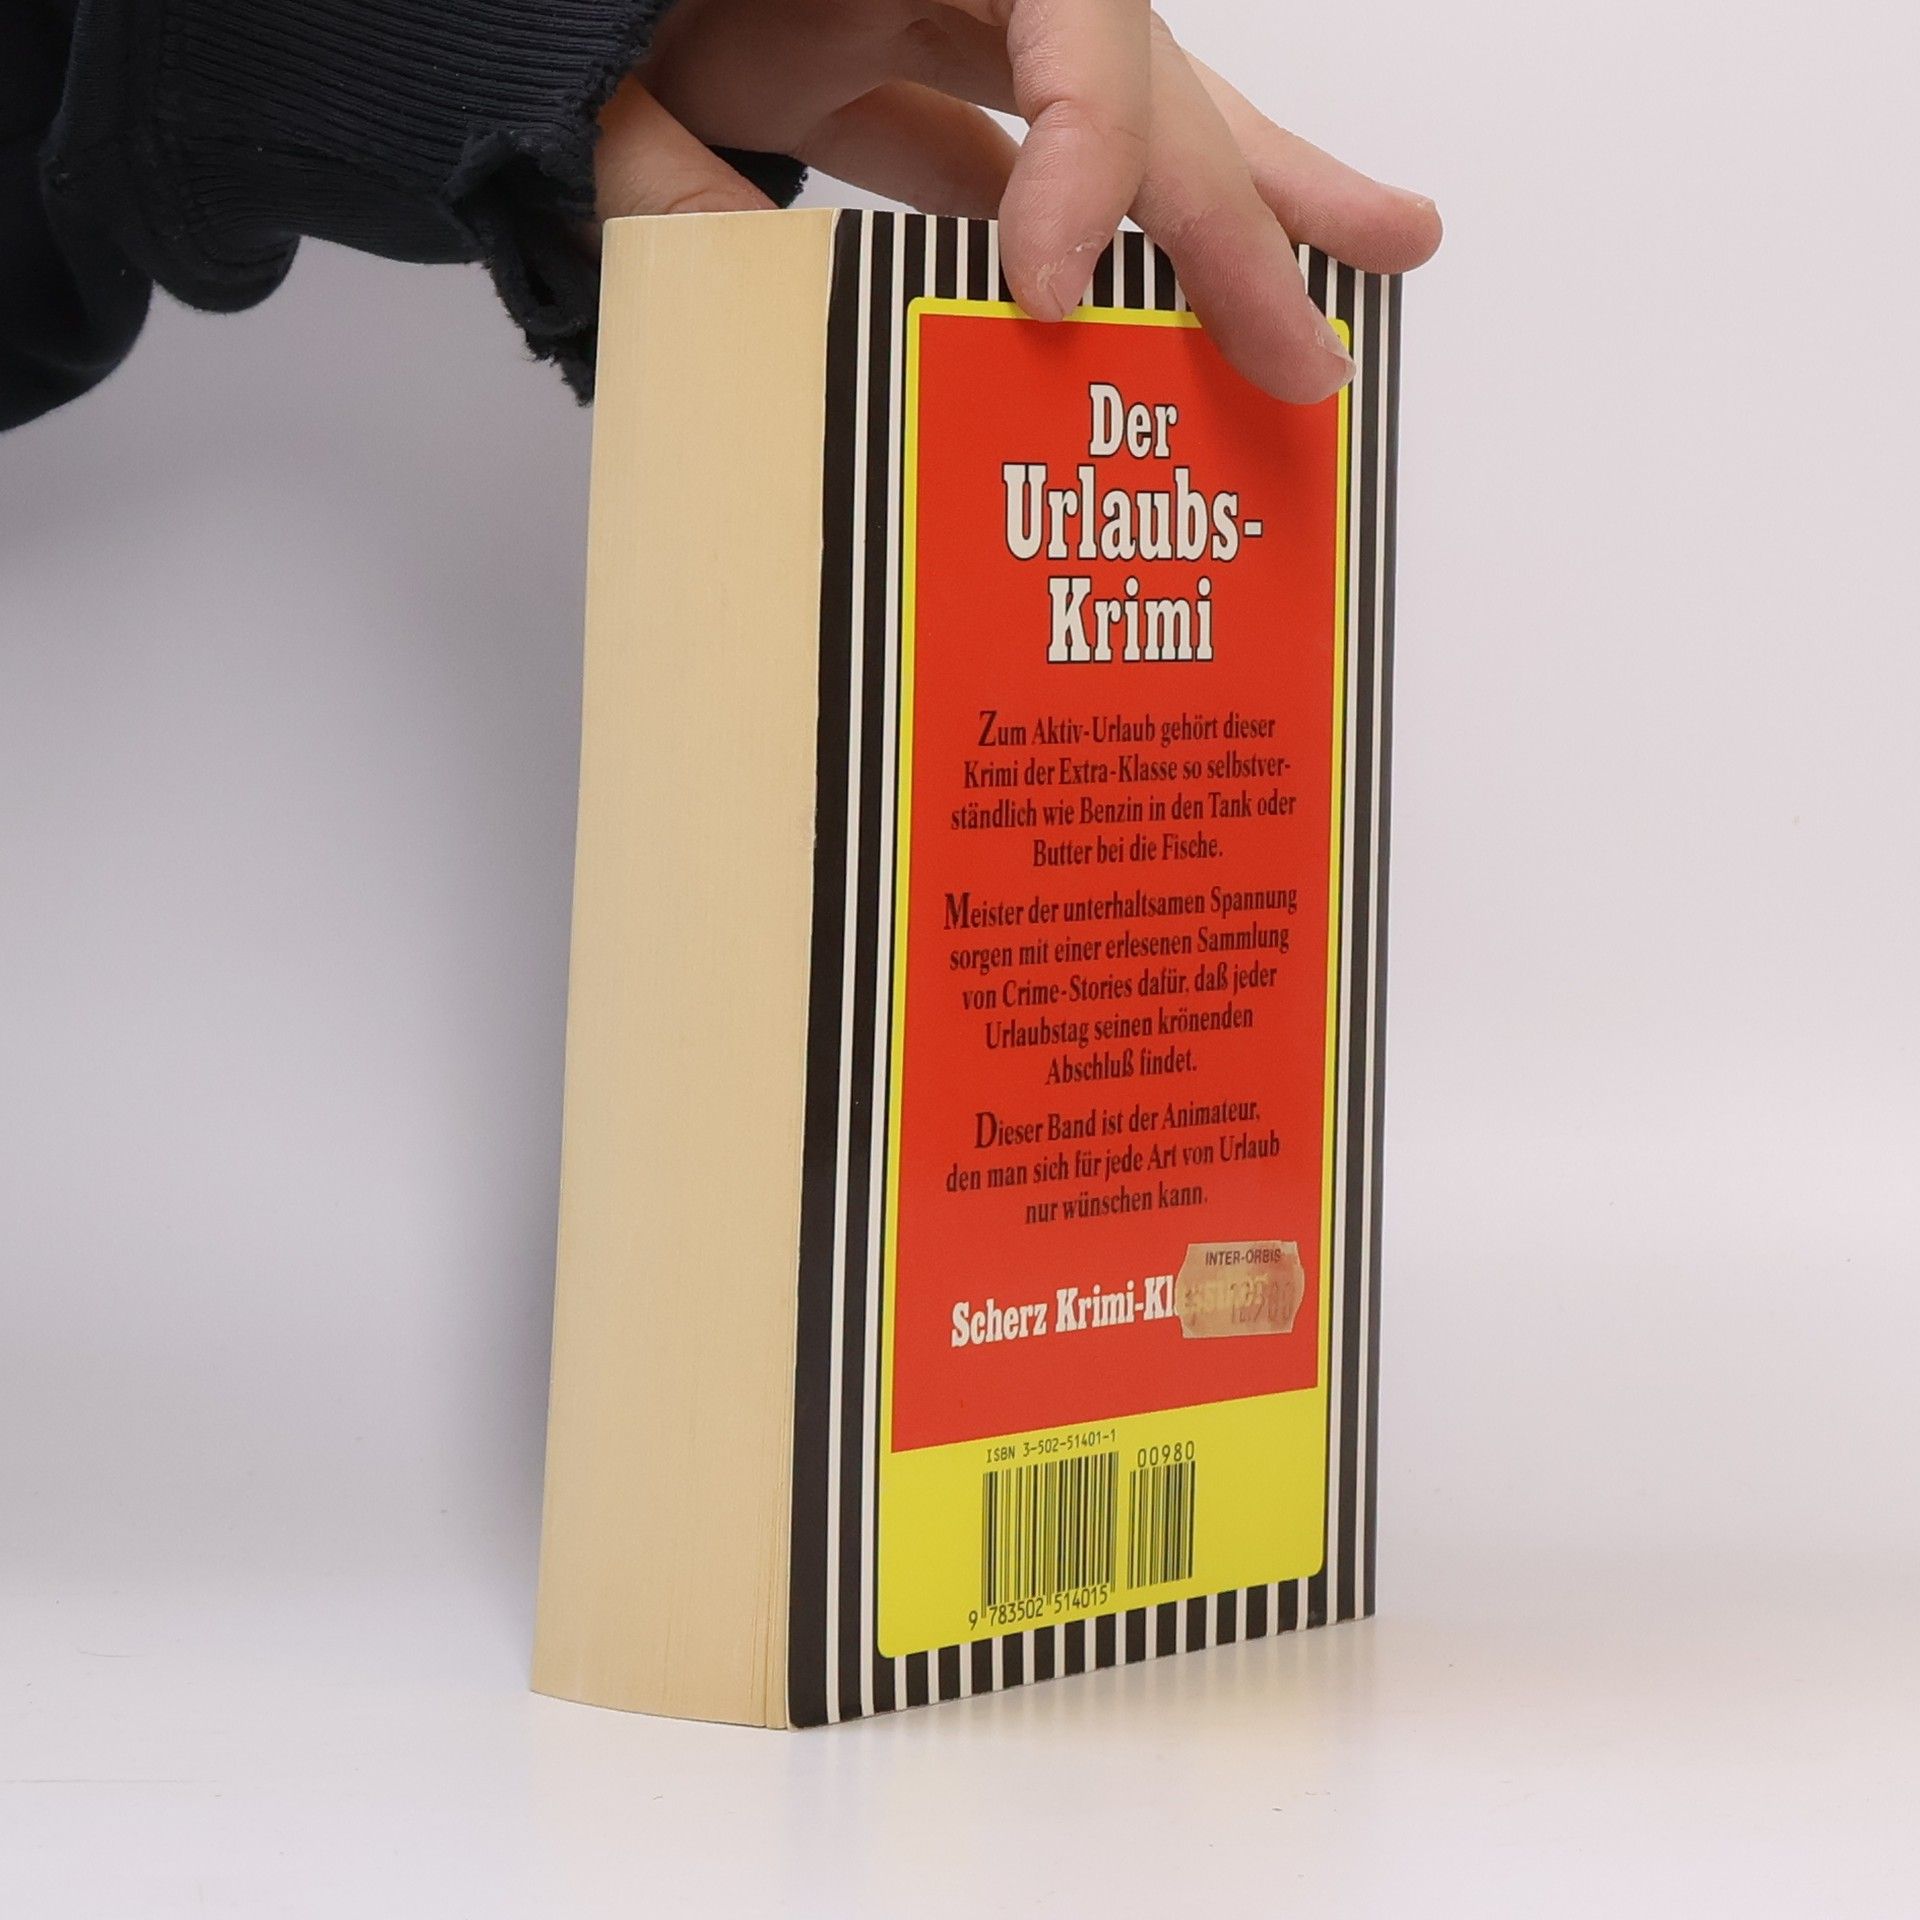 Der
Urlaubs-
Krimi
Zum Aktiv-Urlaub gehört dieser
Krimi der Extra-Klasse so selbstver-
ständlich wie Benzin in den Tank oder
Butter bei die Fische.
Meister der unterhaltsamen Spannung
sorgen mit einer erlesenen Sammlung
von Crime-Stories dafür, daß jeder
Urlaubstag seinen krönenden
Abschluß findet.
Dieser Band ist der Animateur,
den man sich für jede Art von Urlaub
nur wünschen kann.
INTER-ORBIS
Scherz
ISBN 3-502-51401-1
00980
9 783502 514015